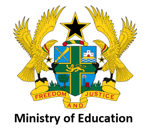 FREEDOM AND JUSTICE
Ministry of Education